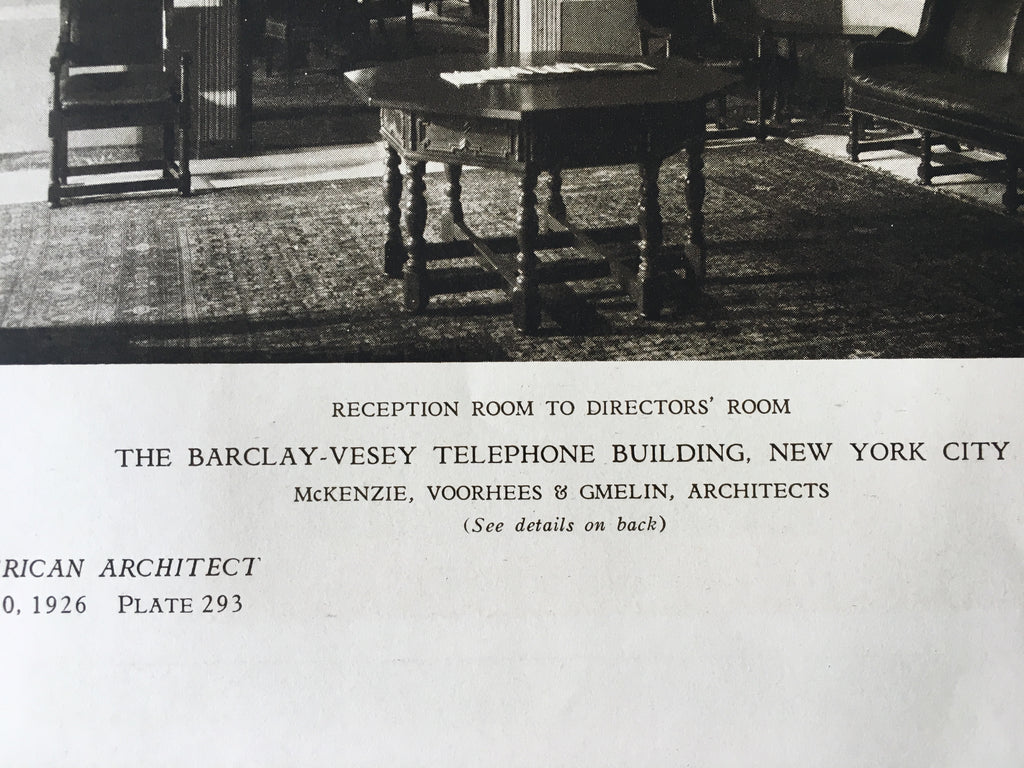 RECEPTION ROOM TO DIRECTORS' ROOM
THE BARCLAY-VESEY TELEPHONE BUILDING, NEW YORK CITY
McKENZIE, VOORHEES & GMELIN, ARCHITECTS
(See details on back)
RICAN ARCHITECT
0, 1926 PLATE 293